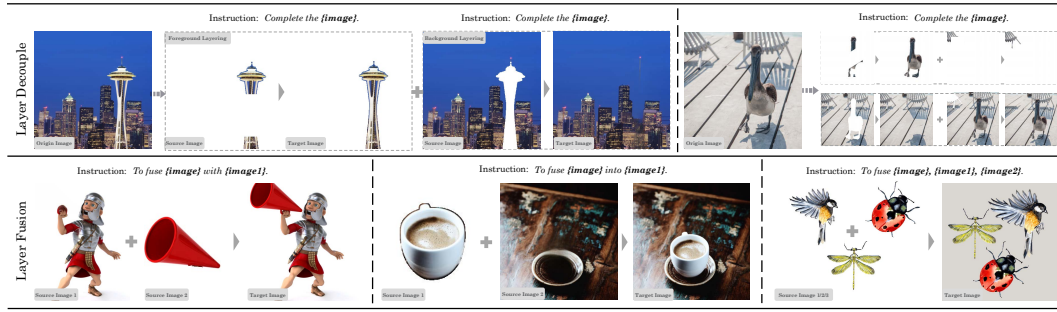 Layer Decouple
Instruction: Complete the {image}.
Instruction: Complete the {image}.
Instruction: Complete the {image}.
Foreground Layering
Background Layering
Origin Image
Source Image
Target Image
Source Image
Target Image
Origin Image
Layer Fusion
Instruction: To fuse {image} with {image1}.
Instruction: To fuse {image} into {image1}.
Instruction: To fuse {image}, {image1}, {image2}.
Source Image 1
Source Image 2
Target Image
Source Image 1
Source Image 2
Target Image
Source Image 1/2/3
Target Image